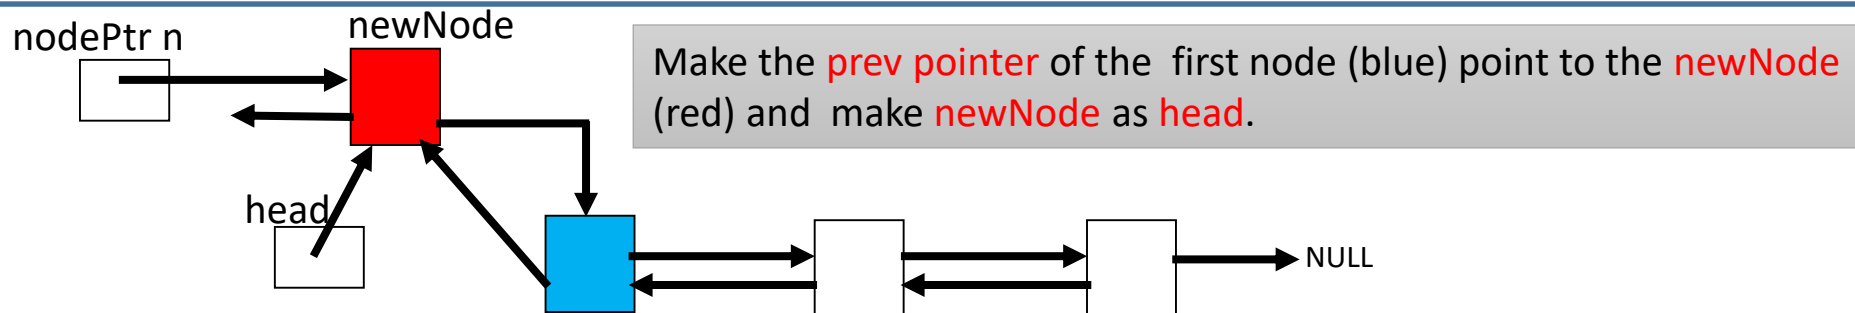 newNode
nodePtr n
Make the prev pointer of the first node (blue) point to the newNode
(red) and make newNode as head.
head
NULL